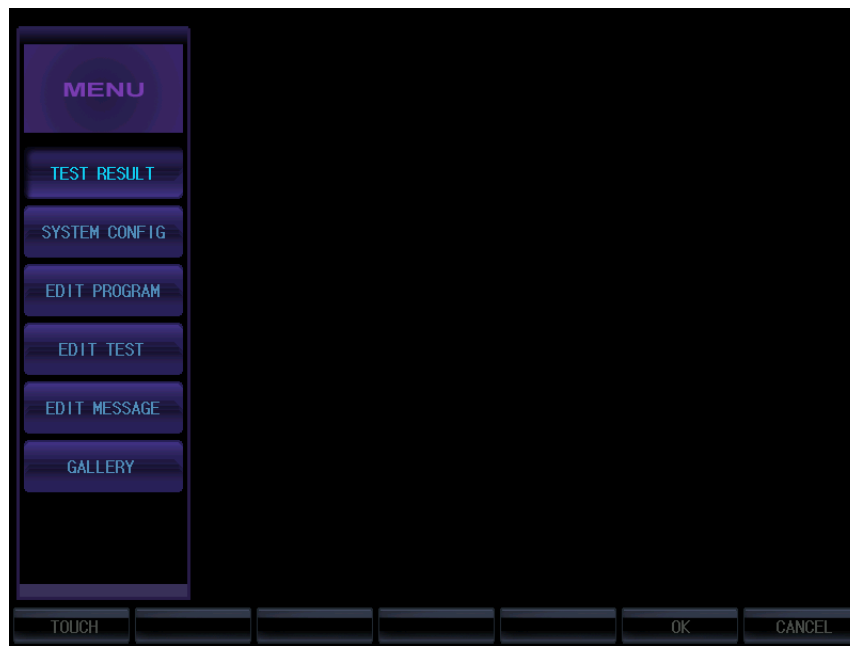 MENU
TEST RESULT
SYSTEM CONFIG
EDIT PROGRAM
EDIT TEST
EDIT MESSAGE
GALLERY
TOUCH OK CANCEL